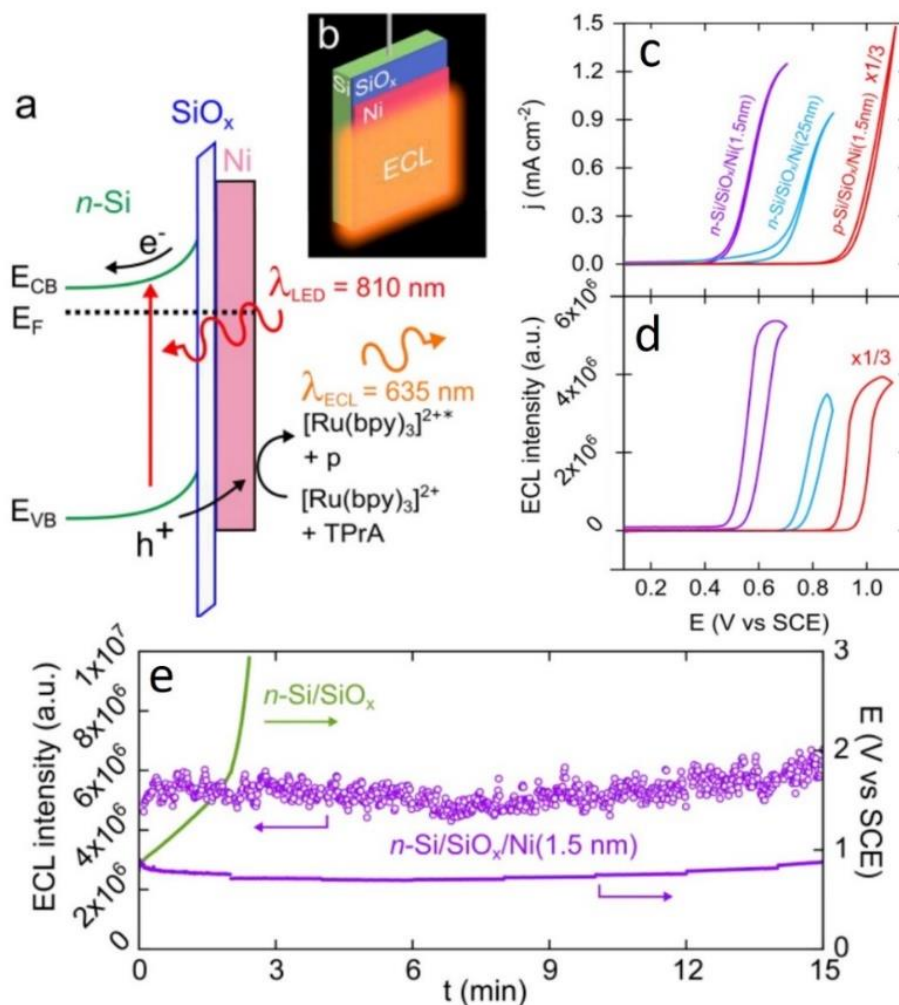 a
SiOₓ
Ni
n-Si
e⁻
E_CB
E_F
λ_LED = 810 nm
λ_ECL = 635 nm
[Ru(bpy)₃]²⁺*
+ p
[Ru(bpy)₃]²⁺
+ TPrA
E_VB
h⁺
b
Si
SiOₓ
Ni
ECL
c
1.5
1.2
0.9
0.6
0.3
0.0
j (mA cm⁻²)
n-Si/SiOₓ/Ni(1.5nm)
n-Si/SiOₓ/Ni(25nm)
p-Si/SiOₓ/Ni(1.5nm) x1/3
d
6x10⁶
4x10⁶
2x10⁶
0
ECL intensity (a.u.)
x1/3
0.2 0.4 0.6 0.8 1.0
E (V vs SCE)
e
1x10⁷
8x10⁶
6x10⁶
4x10⁶
2x10⁶
0
ECL intensity (a.u.)
n-Si/SiOₓ
n-Si/SiOₓ/Ni(1.5 nm)
3
2
1
0
E (V vs SCE)
0 3 6 9 12 15
t (min)